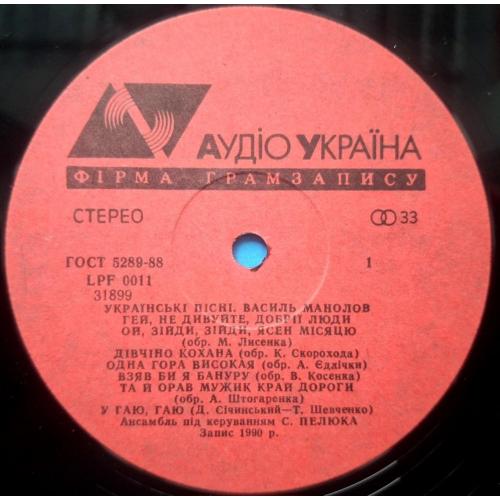 АУДІО УКРАЇНА
ФІРМА ГРАМЗАПИСУ
СТЕРЕО
33
ГОСТ 5289-88
1
LPF 0011
31899
УКРАЇНСЬКІ ПІСНІ. ВАСИЛЬ МАНОЛОВ
ГЕЙ, НЕ ДИВУЙТЕ, ДОБРІЇ ЛЮДИ
ОЙ, ЗІЙДИ, ЗІЙДИ, ЯСЕН МІСЯЦЮ
(обр. М. Лисенка)
ДІВЧІНО КОХАНА (обр. К. Скорохода)
ОДНА ГОРА ВИСОКАЯ (обр. А. Єдлічки)
ВЗЯВ БИ Я БАНУРУ (обр. В. Косенка)
ТА Й ОРАВ МУЖИК КРАЙ ДОРОГИ
(обр. А. Штогаренка)
У ГАЮ, ГАЮ (Д. Січинський—Т. Шевченко)
Ансамбль під керуванням С. ПЕЛЮКА
Запис 1990 р.